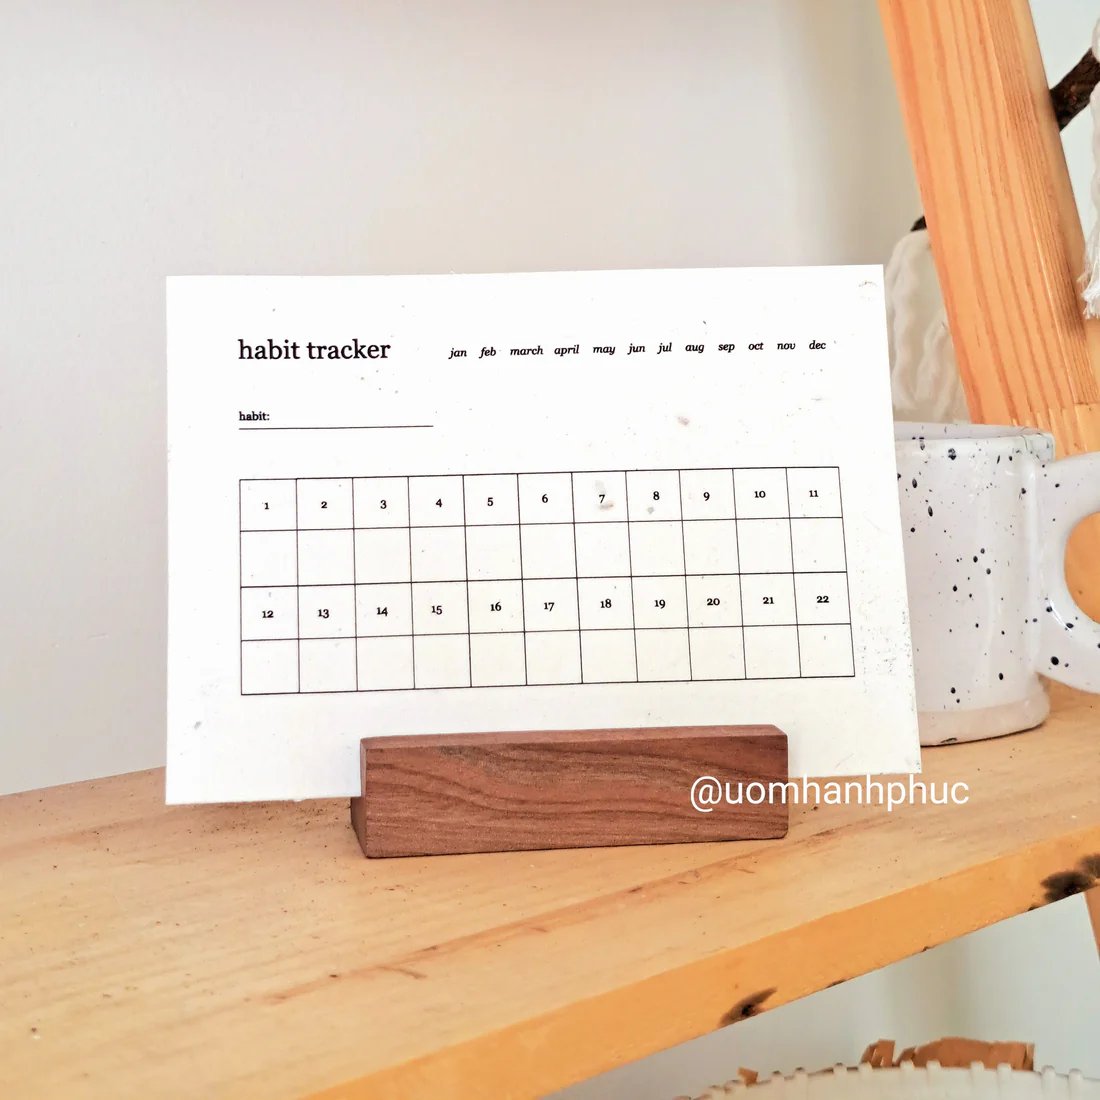 habit tracker jan feb march april may jun jul aug sep oct nov dec
habit:
1 2 3 4 5 6 7 8 9 10 11
12 13 14 15 16 17 18 19 20 21 22
@uomhanhphuc